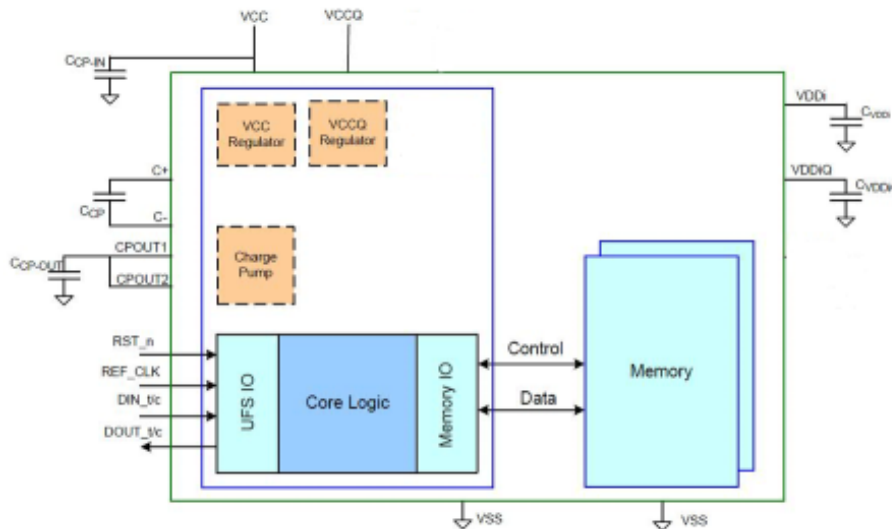 VCC
VCCQ
CCP-IN
VDDi
CVDDi
VCC
Regulator
VCCQ
Regulator
C+
VDDiQ
CCP
C-
CPOUT1
CCP-OUT
CPOUT2
Charge
Pump
RST_n
REF_CLK
DIN_t/c
DOUT_t/c
UFS IO
Core Logic
Memory IO
Control
Data
Memory
VSS
VSS